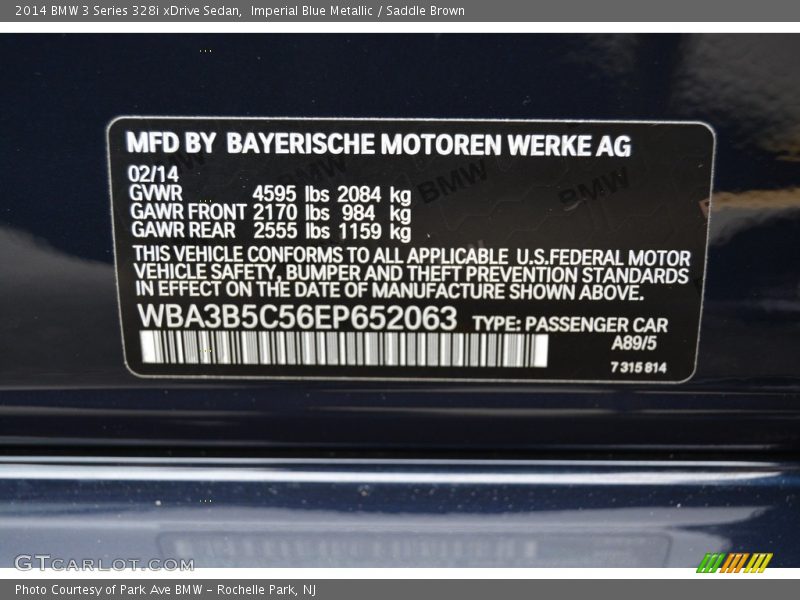 2014 BMW 3 Series 328i xDrive Sedan,  Imperial Blue Metallic / Saddle Brown
MFD BY BAYERISCHE MOTOREN WERKE AG
02/14
GVWR 4595 lbs 2084 kg
GAWR FRONT 2170 lbs 984 kg
GAWR REAR 2555 lbs 1159 kg
THIS VEHICLE CONFORMS TO ALL APPLICABLE U.S.FEDERAL MOTOR
VEHICLE SAFETY, BUMPER AND THEFT PREVENTION STANDARDS
IN EFFECT ON THE DATE OF MANUFACTURE SHOWN ABOVE.
WBA3B5C56EP652063 TYPE: PASSENGER CAR
A89/5
7 315 814
GTCARLOT.COM
Photo Courtesy of Park Ave BMW - Rochelle Park, NJ